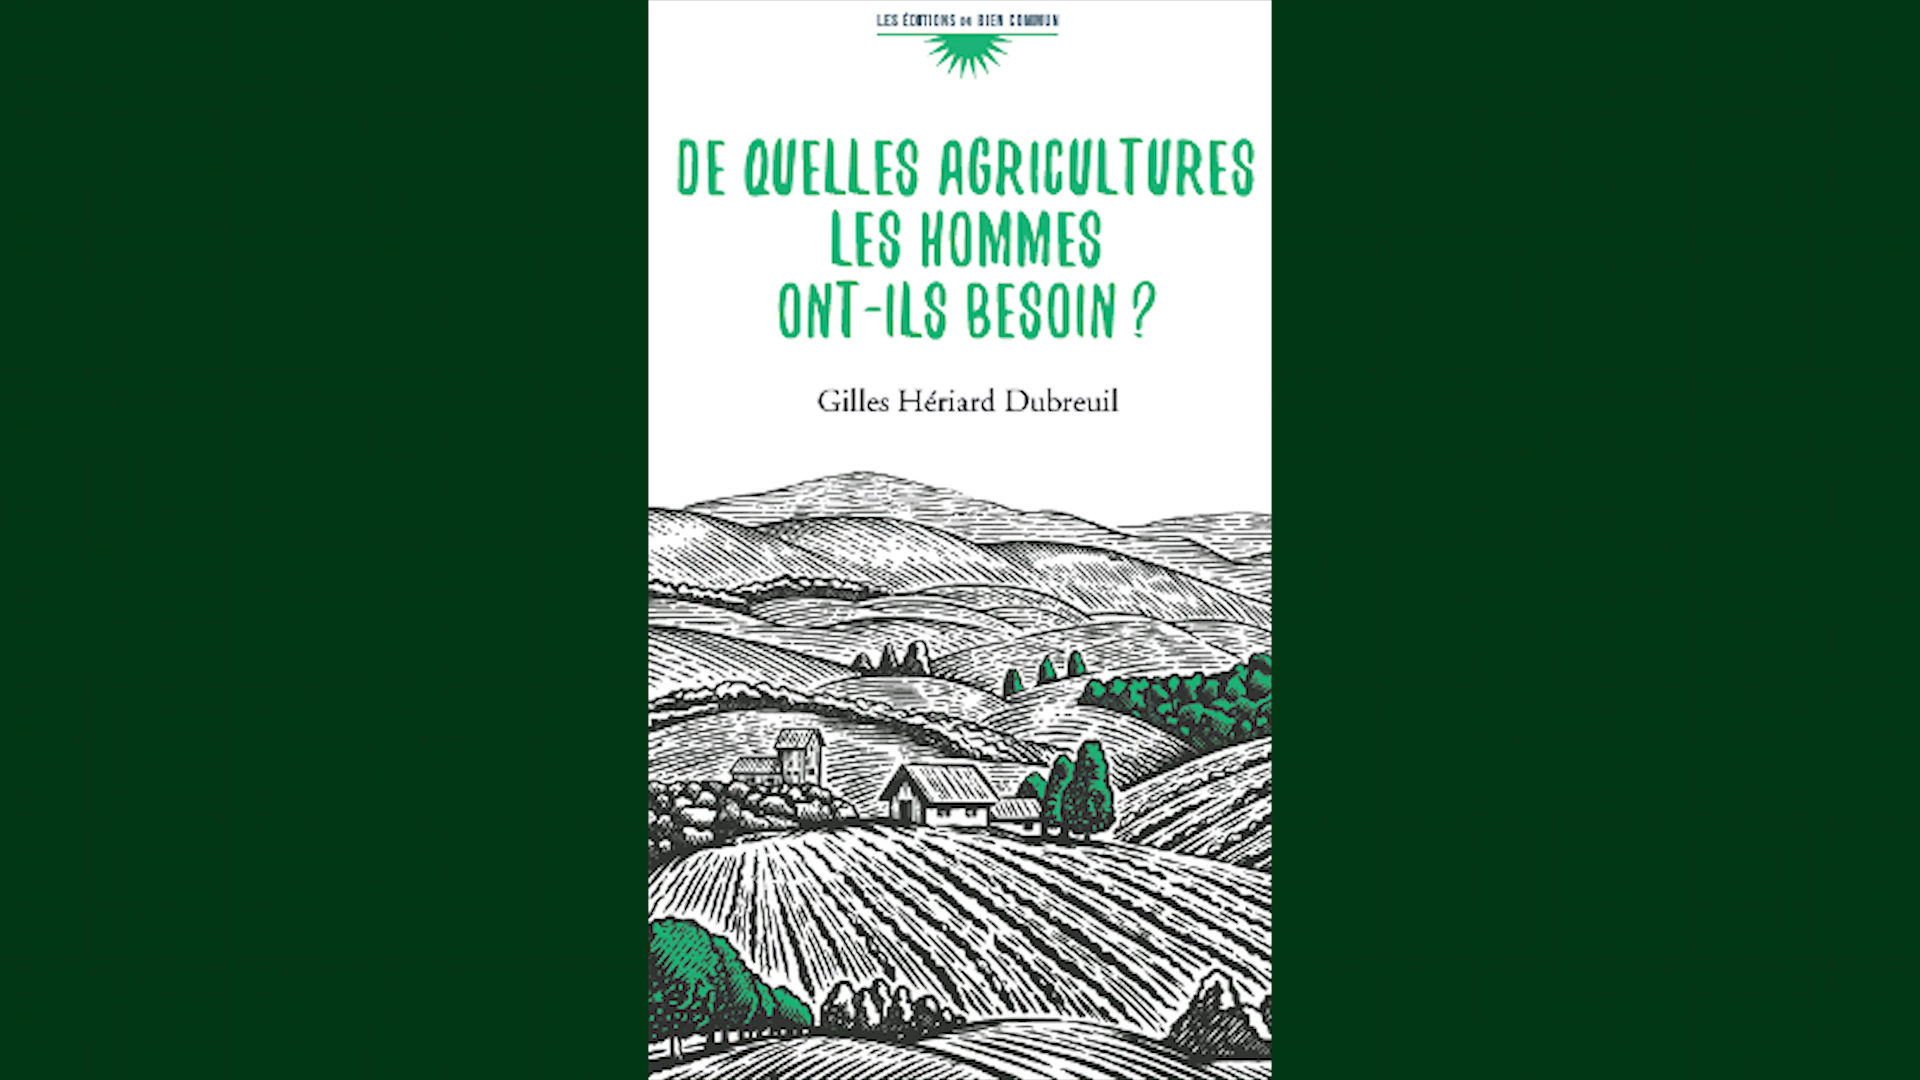 LES ÉDITIONS DU BIEN COMMUN
DE QUELLES AGRICULTURES
LES HOMMES
ONT-ILS BESOIN ?
Gilles Hériard Dubreuil